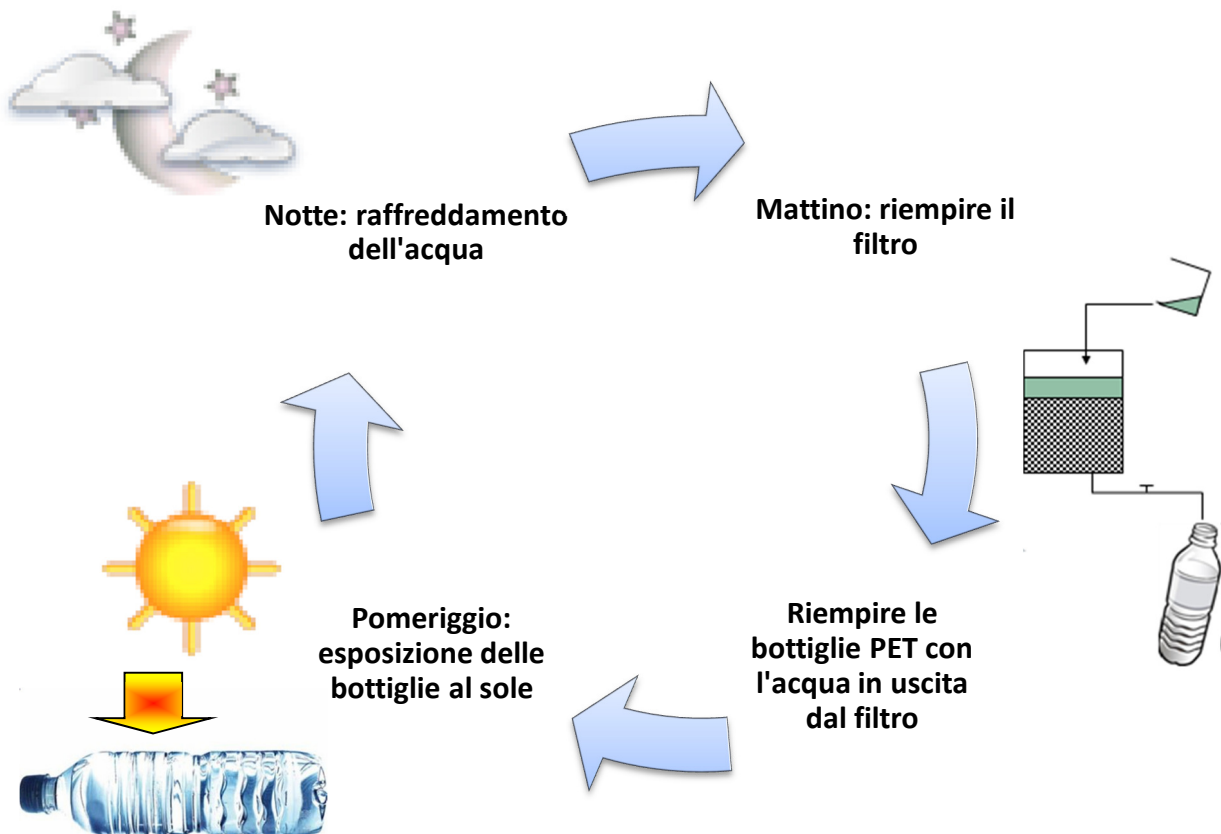 Notte: raffreddamento
dell'acqua
Mattino: riempire il
filtro
Riempire le
bottiglie PET con
l'acqua in uscita
dal filtro
Pomeriggio:
esposizione delle
bottiglie al sole